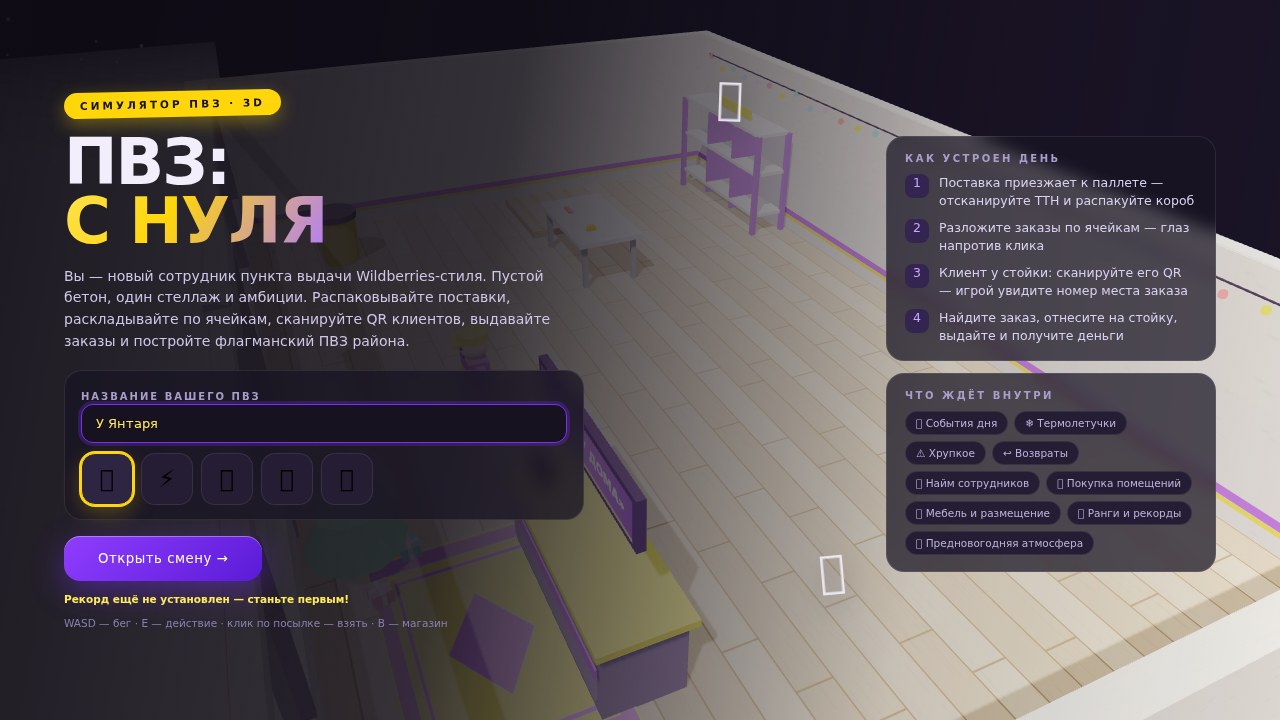 СИМУЛЯТОР ПВЗ · 3D
ПВЗ:
С НУЛЯ
Вы — новый сотрудник пункта выдачи Wildberries-стиля. Пустой
бетон, один стеллаж и амбиции. Распаковывайте поставки,
раскладывайте по ячейкам, сканируйте QR клиентов, выдавайте
заказы и постройте флагманский ПВЗ района.
НАЗВАНИЕ ВАШЕГО ПВЗ
У Янтаря
Открыть смену →
Рекорд ещё не установлен — станьте первым!
WASD — бег · E — действие · клик по посылке — взять · B — магазин
КАК УСТРОЕН ДЕНЬ
1 Поставка приезжает к паллете —
отсканируйте ТТН и распакуйте короб
2 Разложите заказы по ячейкам — глаз
напротив клика
3 Клиент у стойки: сканируйте его QR
— игрой увидите номер места заказа
4 Найдите заказ, отнесите на стойку,
выдайте и получите деньги
ЧТО ЖДЁТ ВНУТРИ
События дня
❄ Термолетучки
⚠ Хрупкое
↩ Возвраты
Найм сотрудников
Покупка помещений
Мебель и размещение
Ранги и рекорды
Предновогодняя атмосфера